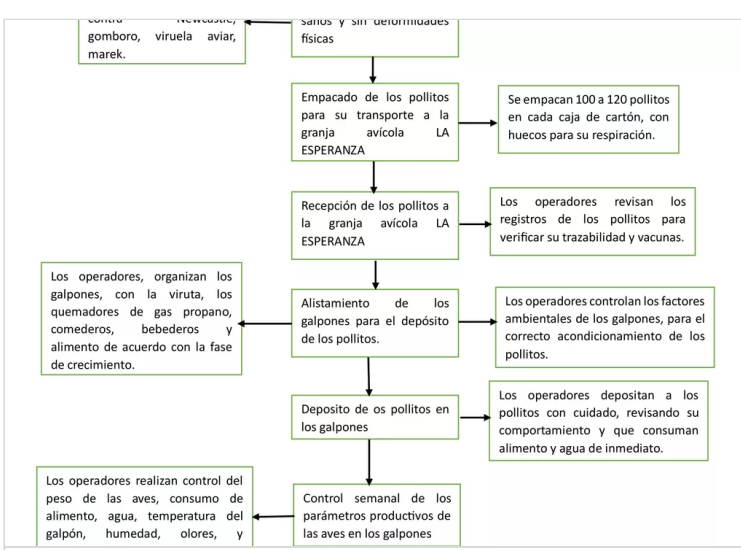 contra Newcastle,
gomboro, viruela aviar,
marek.
sanos y sin deformidades
físicas
Empacado de los pollitos
para su transporte a la
granja avícola LA
ESPERANZA
Se empacan 100 a 120 pollitos
en cada caja de cartón, con
huecos para su respiración.
Recepción de los pollitos a
la granja avícola LA
ESPERANZA
Los operadores revisan los
registros de los pollitos para
verificar su trazabilidad y vacunas.
Los operadores, organizan los
galpones, con la viruta, los
quemadores de gas propano,
comederos, bebederos y
alimento de acuerdo con la fase
de crecimiento.
Alistamiento de los
galpones para el depósito
de los pollitos.
Los operadores controlan los factores
ambientales de los galpones, para el
correcto acondicionamiento de los
pollitos.
Deposito de os pollitos en
los galpones
Los operadores depositan a los
pollitos con cuidado, revisando su
comportamiento y que consuman
alimento y agua de inmediato.
Los operadores realizan control del
peso de las aves, consumo de
alimento, agua, temperatura del
galpón, humedad, olores, y
Control semanal de los
parámetros productivos de
las aves en los galpones